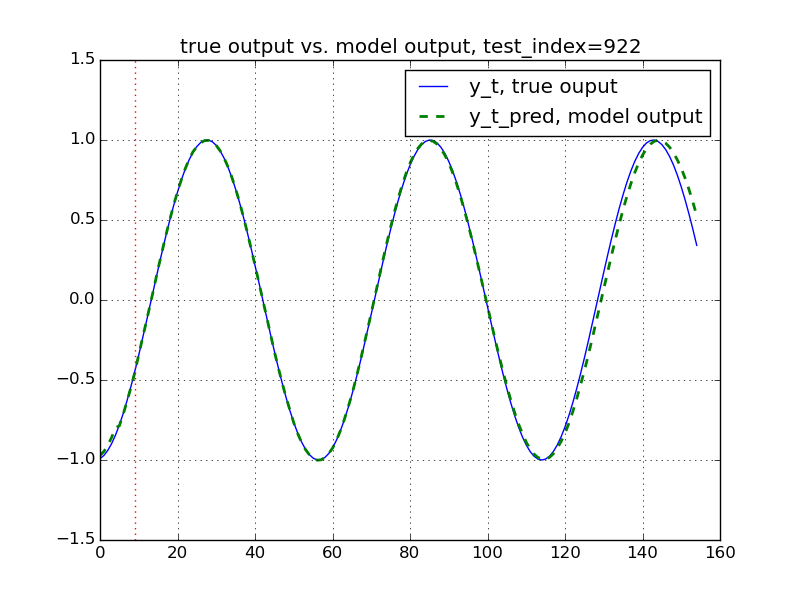 true output vs. model output, test_index=922
y_t, true ouput
y_t_pred, model output
1.5
1.0
0.5
0.0
−0.5
−1.0
−1.5
0 20 40 60 80 100 120 140 160